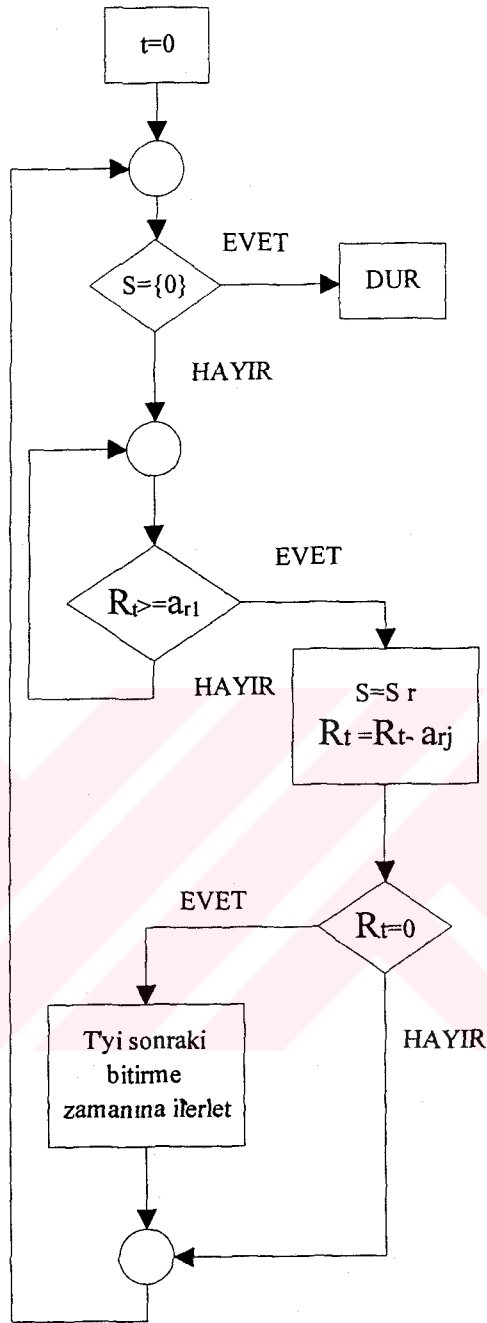 t=0
EVET
S={0}
DUR
HAYIR
EVET
Rt>=ar1
HAYIR
S=S r
Rt =Rt- arj
EVET
Rt=0
HAYIR
T'yi sonraki
bitirme
zamanına ilerlet